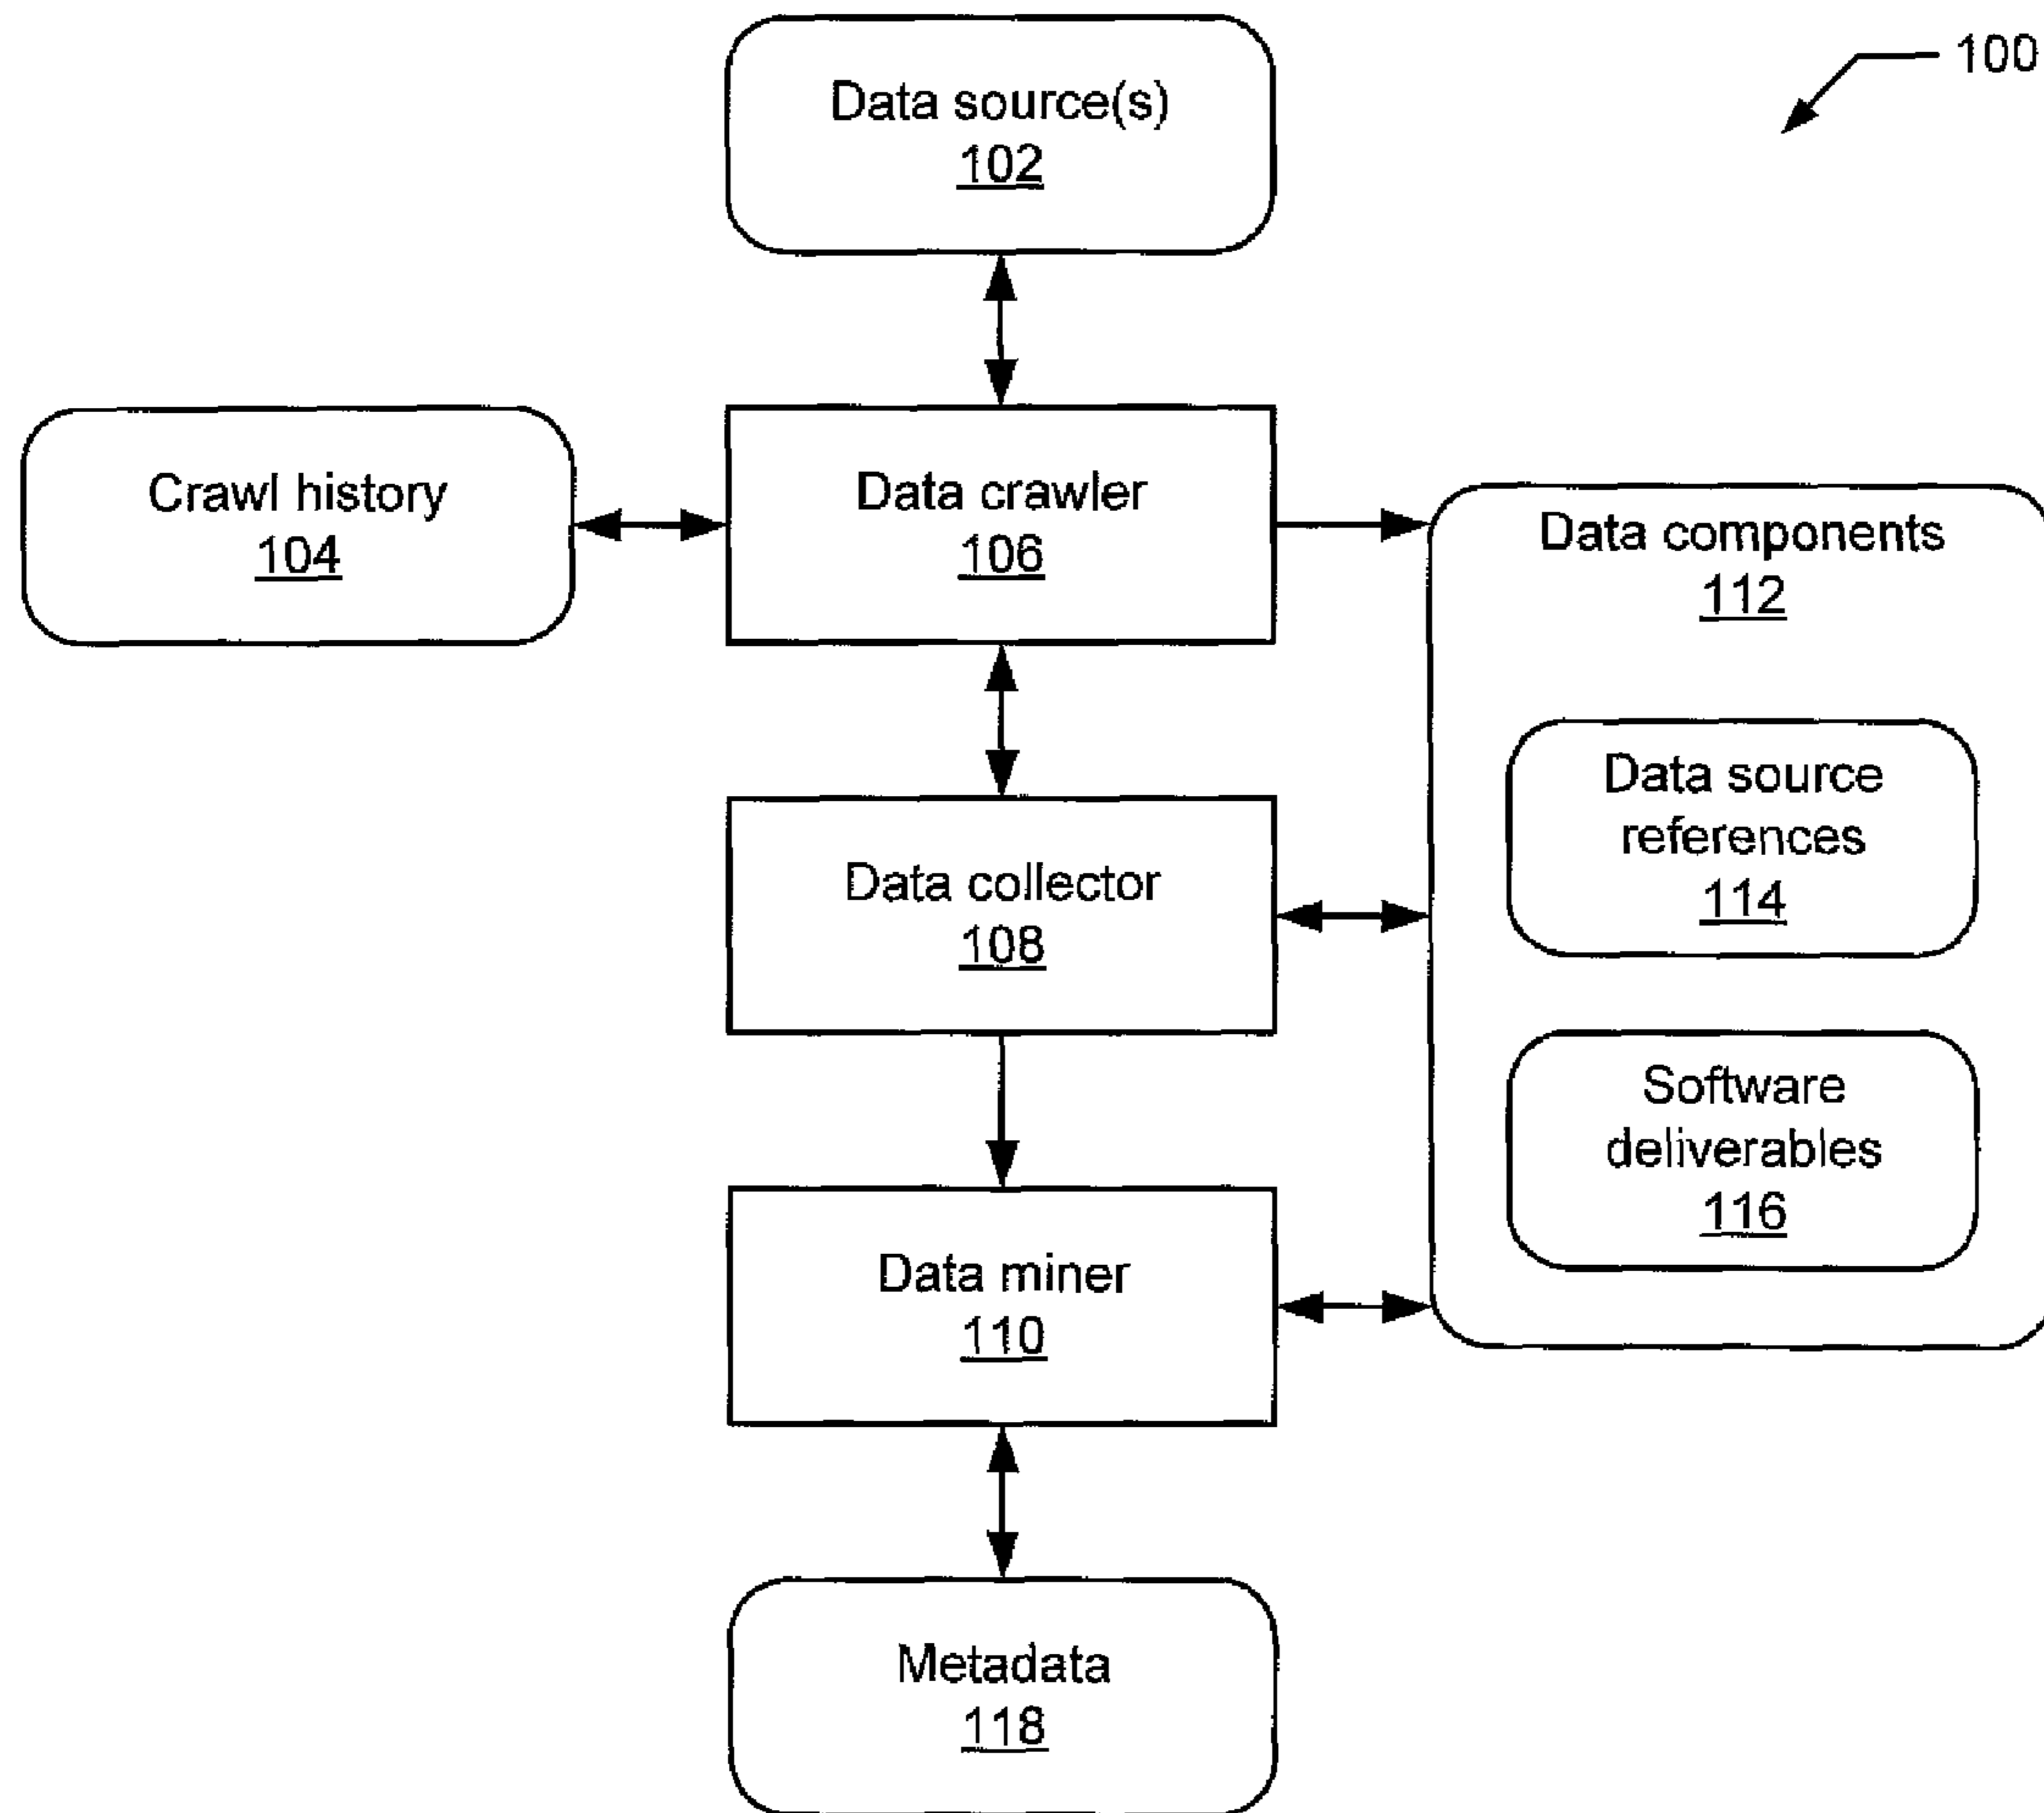 100
Data source(s)
102
Crawl history
104
Data crawler
106
Data components
112
Data source
references
114
Data collector
108
Software
deliverables
116
Data miner
110
Metadata
118